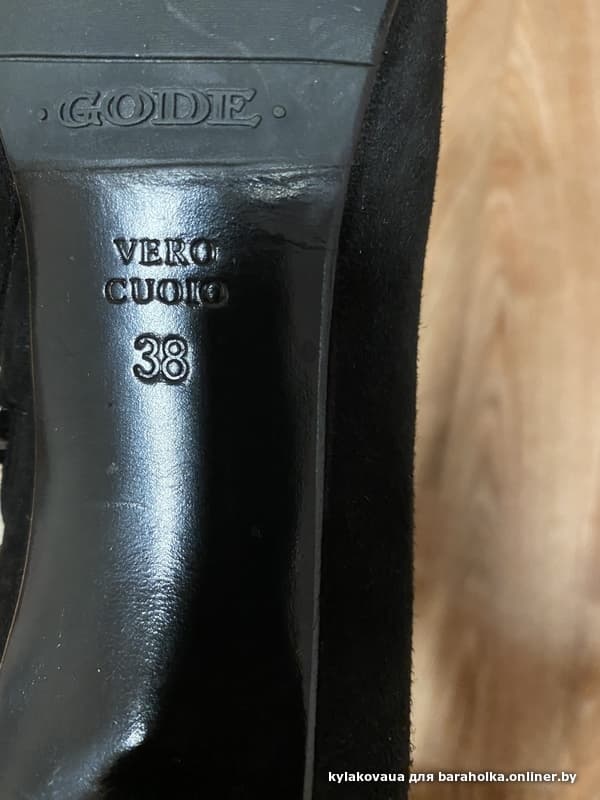 · GODE ·
VERO
CUOIO
38
kylakovaua для baraholka.onliner.by